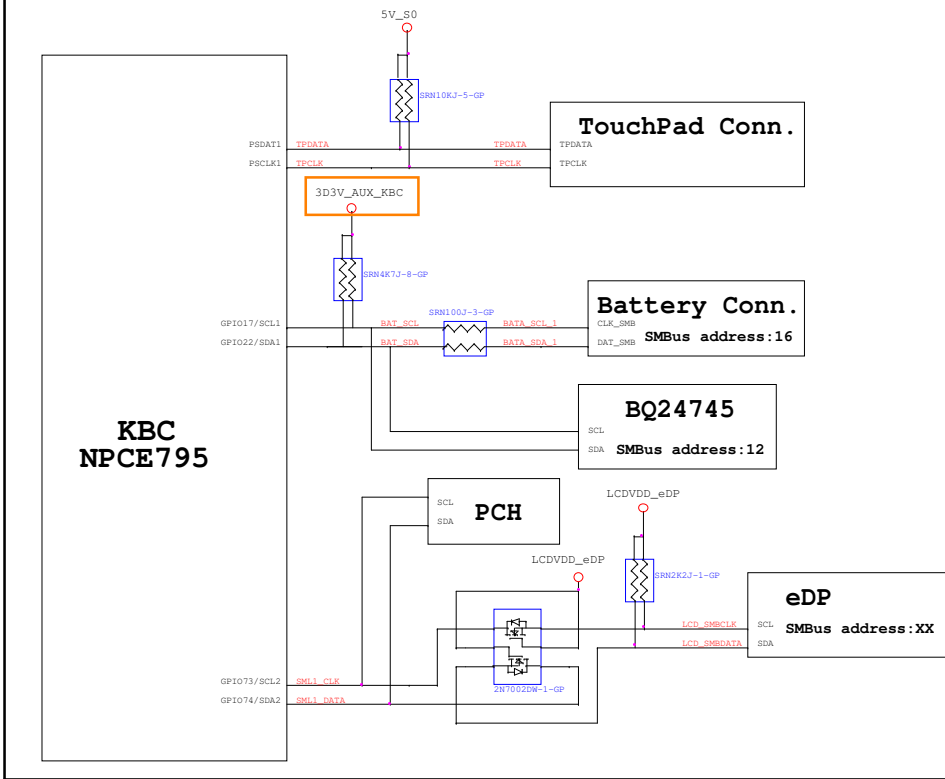 5V_S0
SRN10KJ-5-GP
TouchPad Conn.
PSDAT1 TPDATA TPDATA TPDATA
PSCLK1 TPCLK TPCLK TPCLK
3D3V_AUX_KBC
SRN4K7J-8-GP
SRN100J-3-GP
Battery Conn.
GPIO17/SCL1 BAT_SCL BATA_SCL_1 CLK_SMB
SMBus address:16
GPIO22/SDA1 BAT_SDA BATA_SDA_1 DAT_SMB
BQ24745
SCL
SDA SMBus address:12
KBC
NPCE795
SCL
SDA
PCH
LCDVDD_eDP
LCDVDD_eDP
SRN2K2J-1-GP
eDP
LCD_SMBCLK SCL
SMBus address:XX
LCD_SMBDATA SDA
GPIO73/SCL2 SML1_CLK
2N7002DW-1-GP
GPIO74/SDA2 SML1_DATA